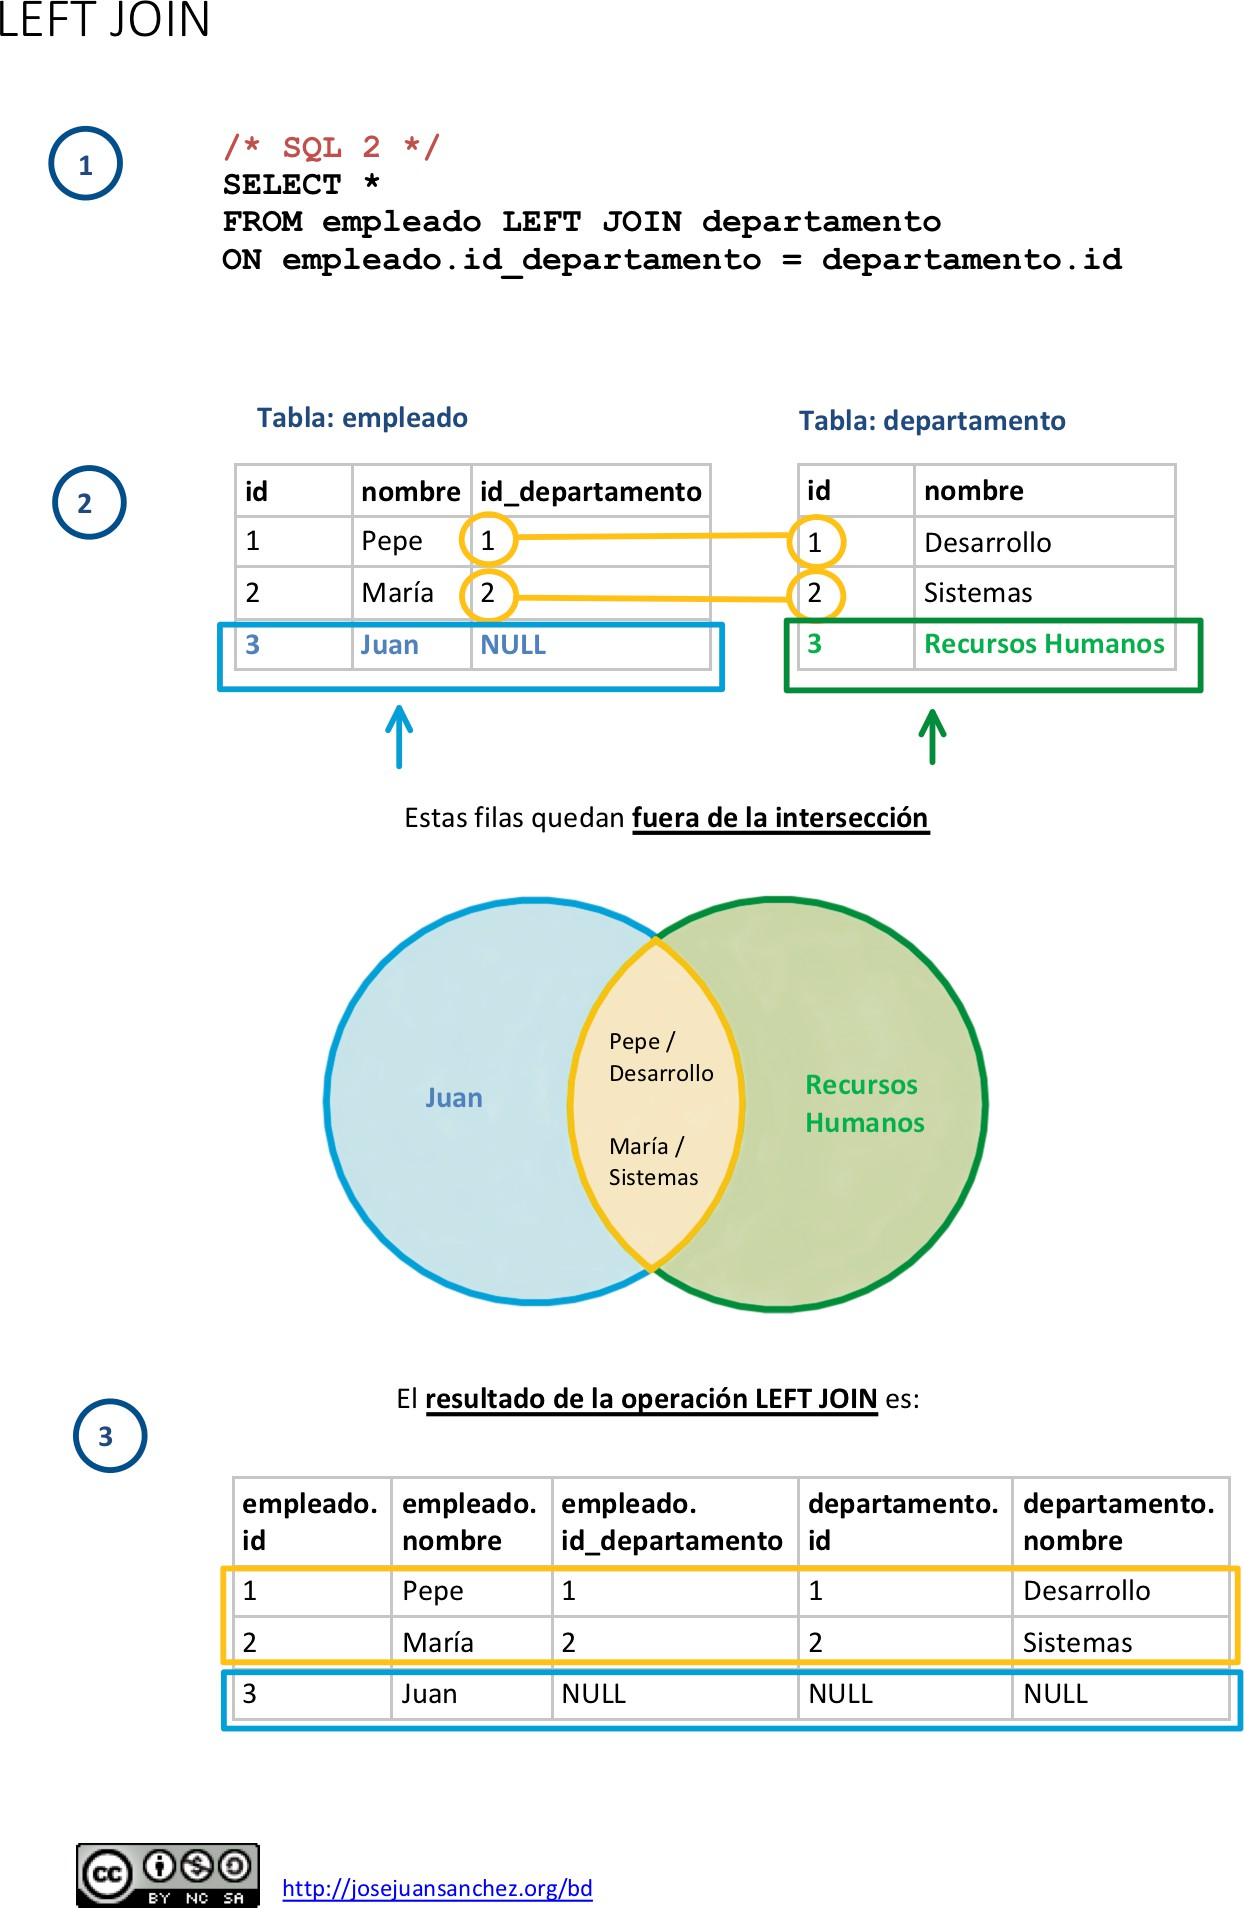 LEFT JOIN
1
/* SQL 2 */
SELECT *
FROM empleado LEFT JOIN departamento
ON empleado.id_departamento = departamento.id
Tabla: empleado
Tabla: departamento
2
id nombre id_departamento
1 Pepe 1
2 María 2
3 Juan NULL
id nombre
1 Desarrollo
2 Sistemas
3 Recursos Humanos
Estas filas quedan fuera de la intersección
Juan
Pepe /
Desarrollo
María /
Sistemas
Recursos
Humanos
El resultado de la operación LEFT JOIN es:
3
empleado. empleado. empleado. departamento. departamento.
id nombre id_departamento id nombre
1 Pepe 1 1 Desarrollo
2 María 2 2 Sistemas
3 Juan NULL NULL NULL
cc
BY NC SA
http://josejuansanchez.org/bd